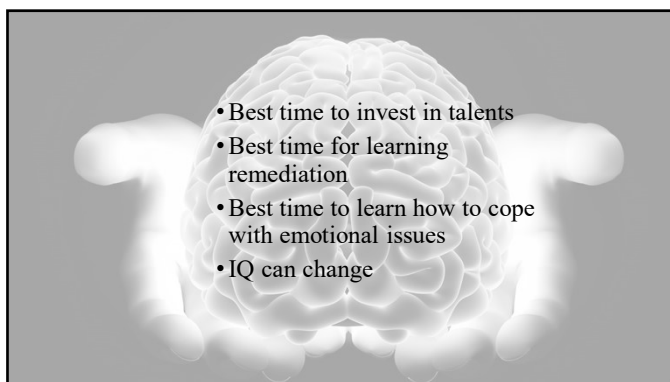 • Best time to invest in talents
• Best time for learning
remediation
• Best time to learn how to cope
with emotional issues
• IQ can change